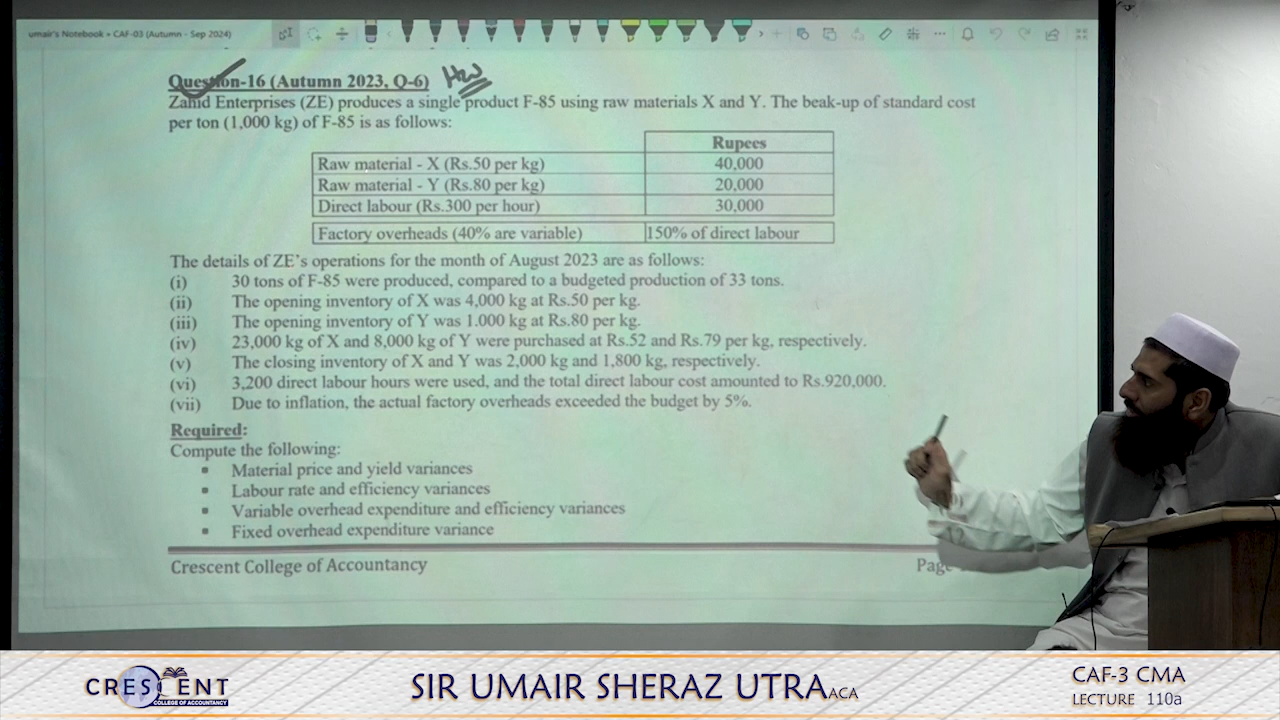 umair's Notebook » CAF-03 (Autumn - Sep 2024)
Question-16 (Autumn 2023, Q-6) HW
Zahid Enterprises (ZE) produces a single product F-85 using raw materials X and Y. The beak-up of standard cost
per ton (1,000 kg) of F-85 is as follows:
Rupees
Raw material - X (Rs.50 per kg) 40,000
Raw material - Y (Rs.80 per kg) 20,000
Direct labour (Rs.300 per hour) 30,000
Factory overheads (40% are variable) 150% of direct labour
The details of ZE's operations for the month of August 2023 are as follows:
(i) 30 tons of F-85 were produced, compared to a budgeted production of 33 tons.
(ii) The opening inventory of X was 4,000 kg at Rs.50 per kg.
(iii) The opening inventory of Y was 1.000 kg at Rs.80 per kg.
(iv) 23,000 kg of X and 8,000 kg of Y were purchased at Rs.52 and Rs.79 per kg, respectively.
(v) The closing inventory of X and Y was 2,000 kg and 1,800 kg, respectively.
(vi) 3,200 direct labour hours were used, and the total direct labour cost amounted to Rs.920,000.
(vii) Due to inflation, the actual factory overheads exceeded the budget by 5%.
Required:
Compute the following:
▪ Material price and yield variances
▪ Labour rate and efficiency variances
▪ Variable overhead expenditure and efficiency variances
▪ Fixed overhead expenditure variance
Crescent College of Accountancy
CRESCENT
COLLEGE OF ACCOUNTANCY
SIR UMAIR SHERAZ UTRA ACA
CAF-3 CMA
LECTURE 110a